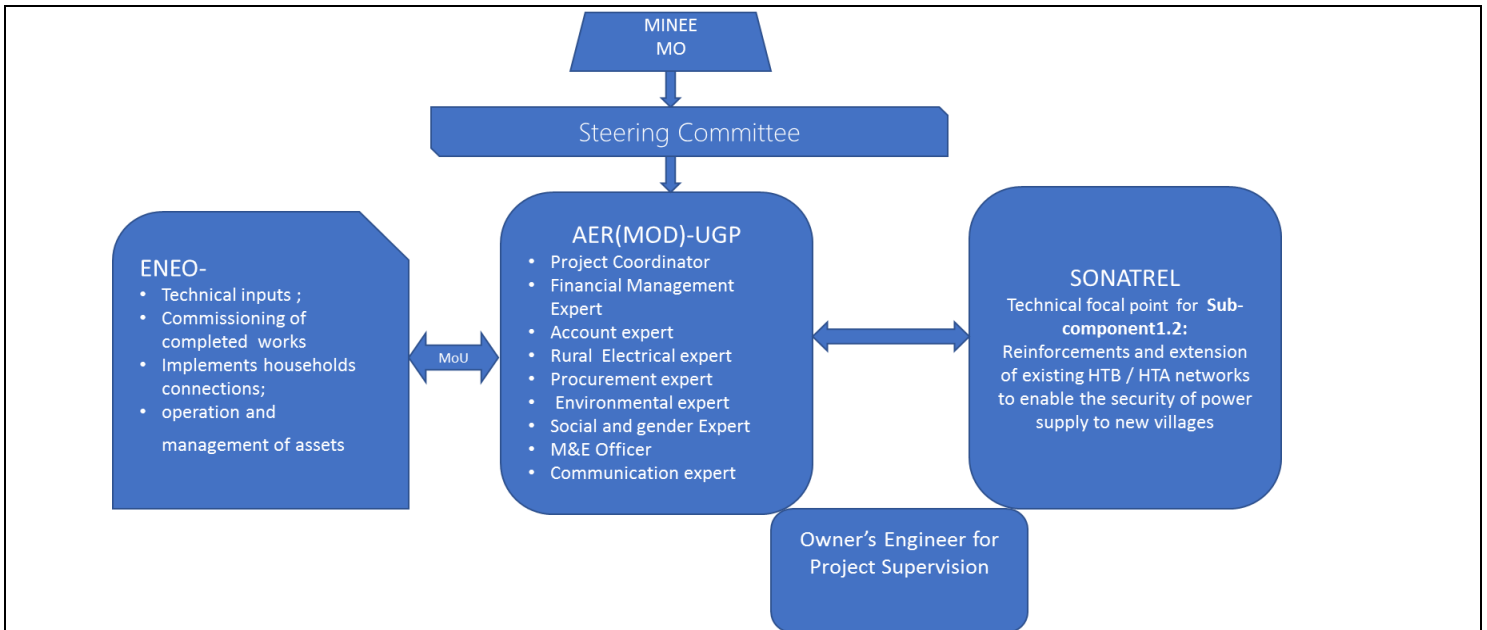 MINEE
MO
Steering Committee
ENEO-
• Technical inputs ;
• Commissioning of
completed works
• Implements households
connections;
• operation and
management of assets
MoU
AER(MOD)-UGP
• Project Coordinator
• Financial Management
Expert
• Account expert
• Rural Electrical expert
• Procurement expert
• Environmental expert
• Social and gender Expert
• M&E Officer
• Communication expert
SONATREL
Technical focal point for Sub-
component1.2:
Reinforcements and extension
of existing HTB / HTA networks
to enable the security of power
supply to new villages
Owner’s Engineer for
Project Supervision